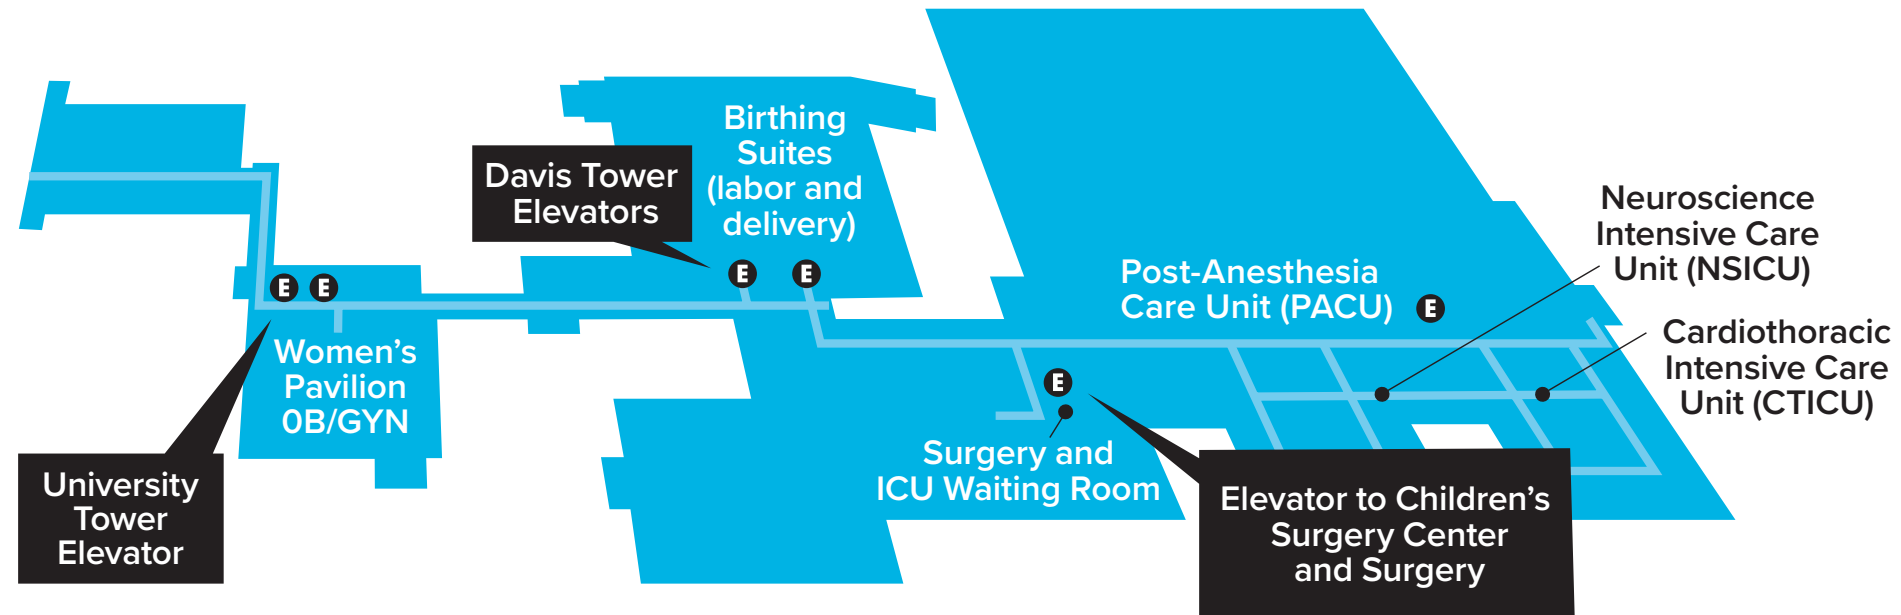 Birthing
Suites
(labor and
delivery)
Davis Tower
Elevators
E
E
E
E
Women's
Pavilion
0B/GYN
University
Tower
Elevator
Post-Anesthesia
Care Unit (PACU)
E
Neuroscience
Intensive Care
Unit (NSICU)
Cardiothoracic
Intensive Care
Unit (CTICU)
E
Surgery and
ICU Waiting Room
Elevator to Children's
Surgery Center
and Surgery